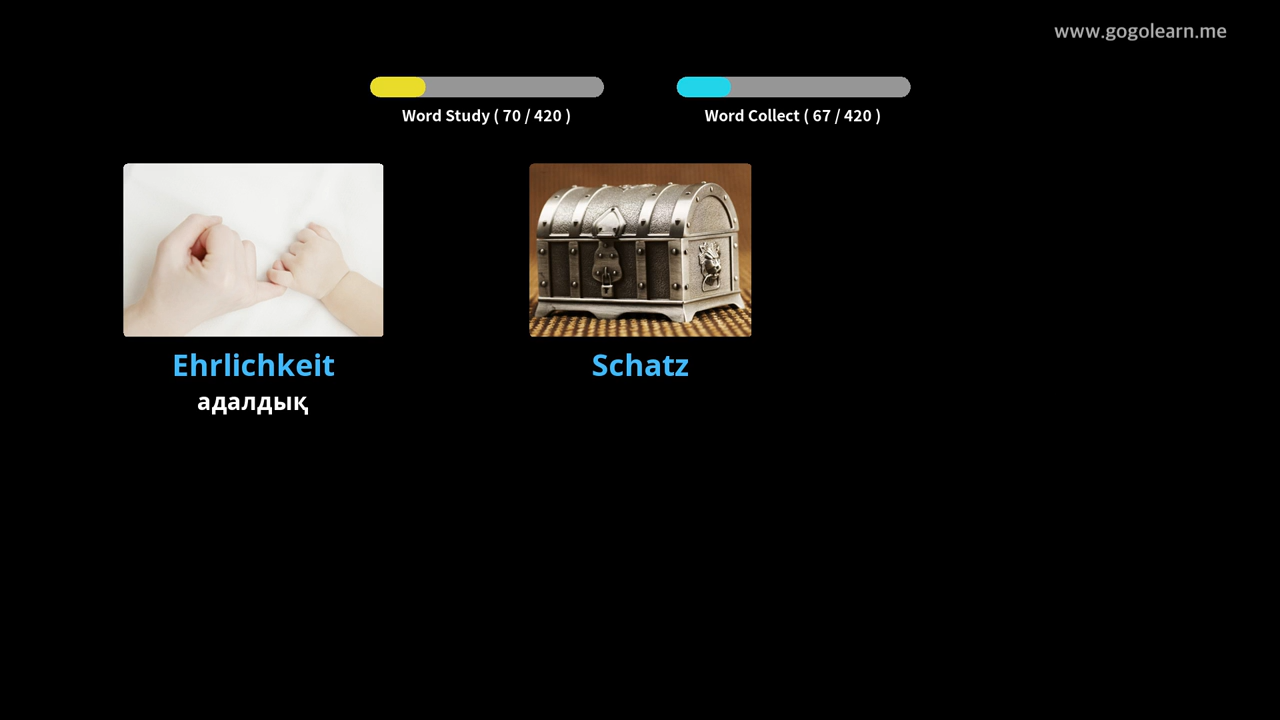 www.gogolearn.me
Word Study ( 70 / 420 )
Word Collect ( 67 / 420 )
Ehrlichkeit
адалдық
Schatz